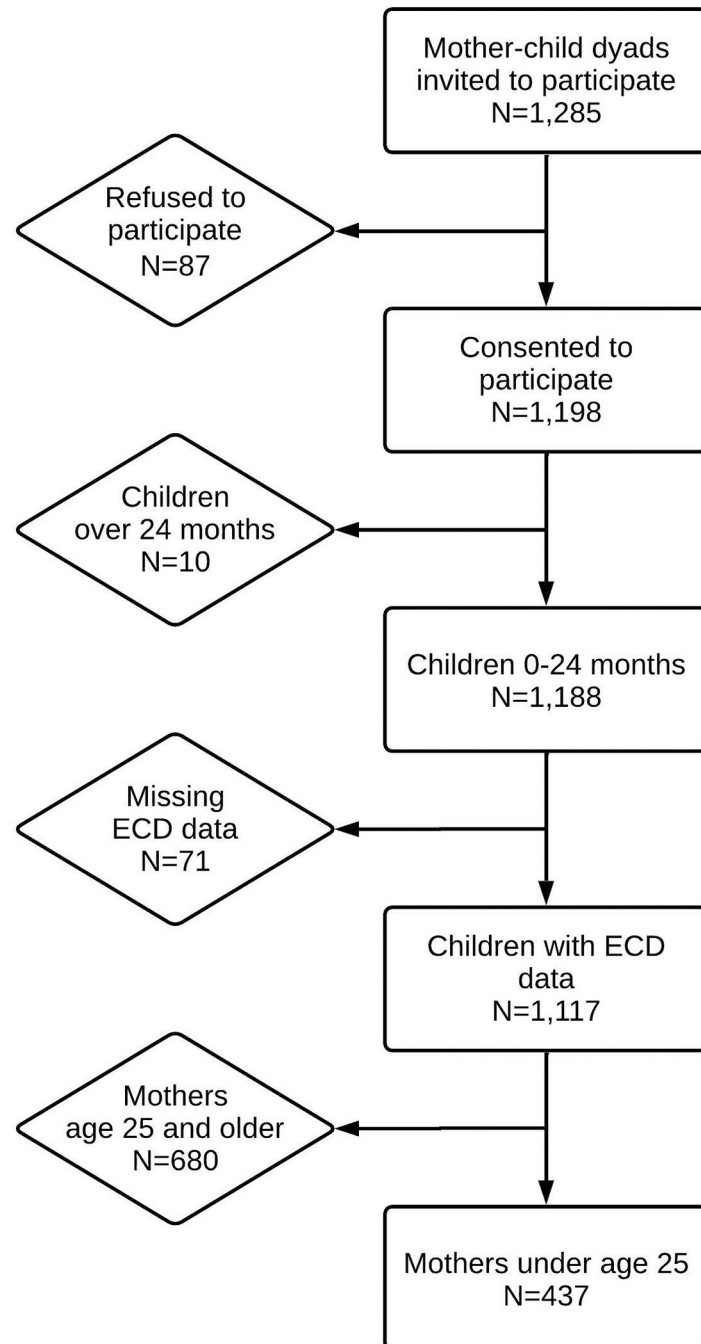 Mother-child dyads
invited to participate
N=1,285
Refused to
participate
N=87
Consented to
participate
N=1,198
Children
over 24 months
N=10
Children 0-24 months
N=1,188
Missing
ECD data
N=71
Children with ECD
data
N=1,117
Mothers
age 25 and older
N=680
Mothers under age 25
N=437